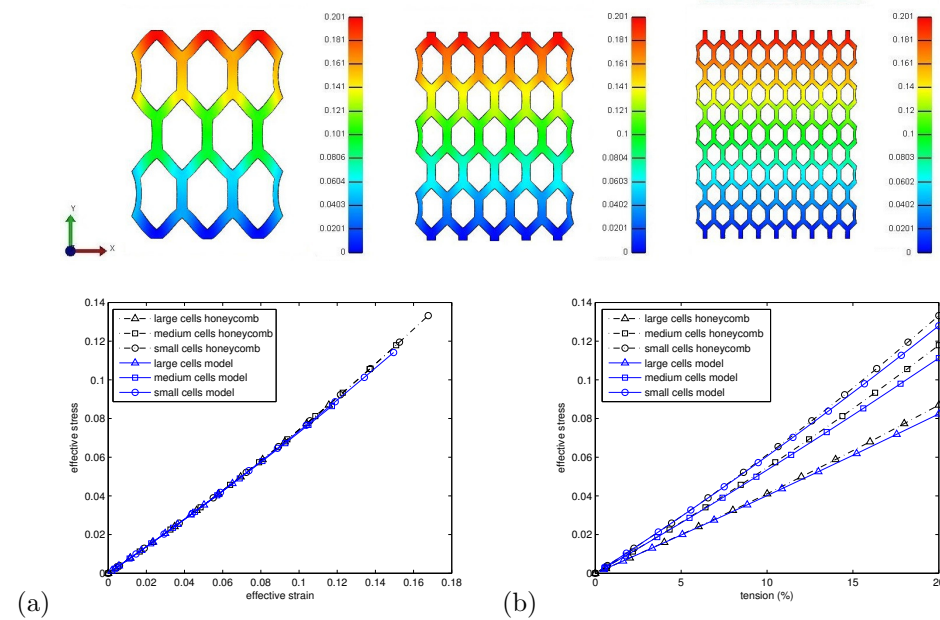 0.201
0.181
0.161
0.141
0.121
0.101
0.0804
0.0603
0.0402
0.0201
0
0.201
0.181
0.161
0.141
0.121
0.1
0.0804
0.0602
0.0402
0.0201
0
0.201
0.181
0.161
0.141
0.12
0.1
0.0804
0.0602
0.0402
0.0201
0
Y
X
0.14
0.12
0.1
0.08
0.06
0.04
0.02
0
effective stress
large cells honeycomb
medium cells honeycomb
small cells honeycomb
large cells model
medium cells model
small cells model
0 0.02 0.04 0.06 0.08 0.1 0.12 0.14 0.16 0.18
effective strain
(a)
0.14
0.12
0.1
0.08
0.06
0.04
0.02
0
effective stress
large cells honeycomb
medium cells honeycomb
small cells honeycomb
large cells model
medium cells model
small cells model
0 5 10 15
tension (%)
(b)